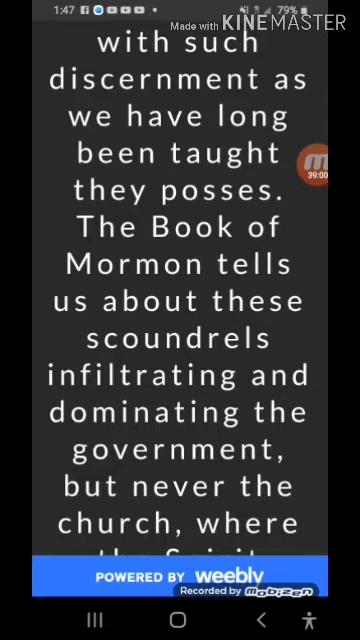 1:47
79%
Made with KINEMASTER
with such
discernment as
we have long
been taught
39:00
they posses.
The Book of
Mormon tells
us about these
scoundrels
infiltrating and
dominating the
government,
but never the
church, where
the Spirit
POWERED BY weebly
Recorded by mobizen